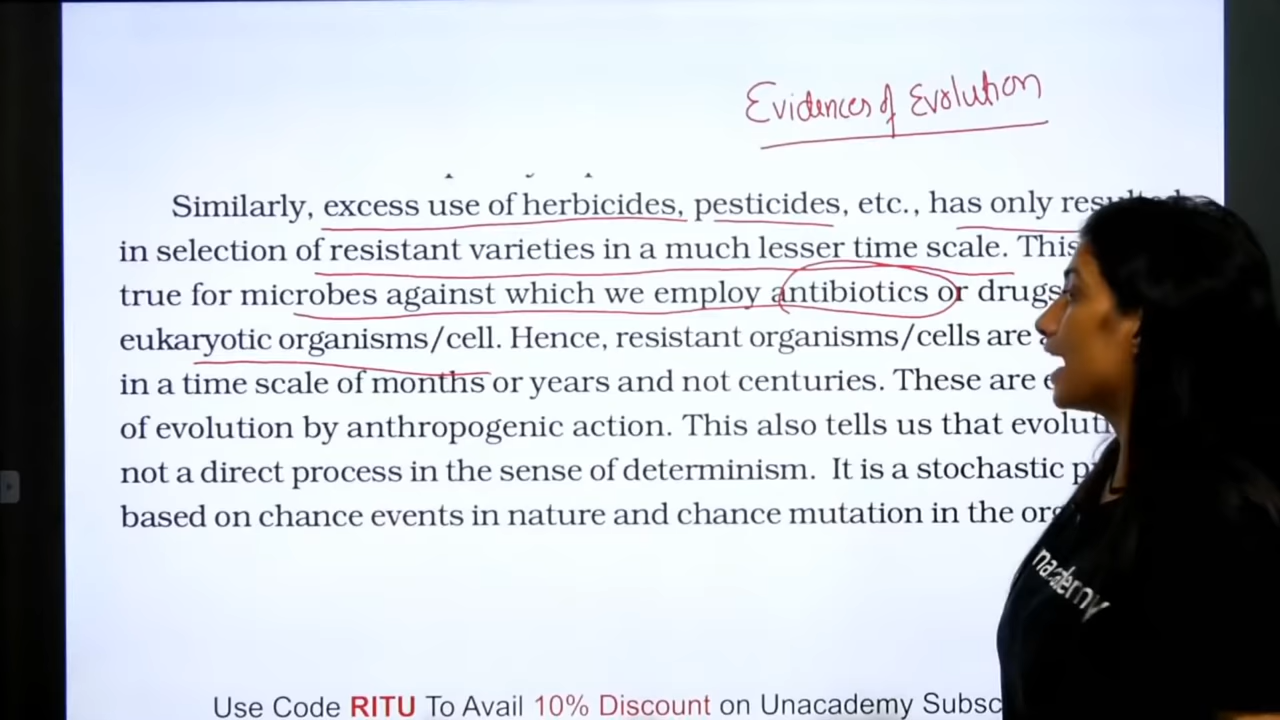 Evidences of Evolution
Similarly, excess use of herbicides, pesticides, etc., has only resulted
in selection of resistant varieties in a much lesser time scale. This
true for microbes against which we employ antibiotics or drugs
eukaryotic organisms/cell. Hence, resistant organisms/cells are
in a time scale of months or years and not centuries. These are
of evolution by anthropogenic action. This also tells us that
not a direct process in the sense of determinism. It is a stochastic
based on chance events in nature and chance mutation in the
nacademy
Use Code RITU To Avail 10% Discount on Unacademy